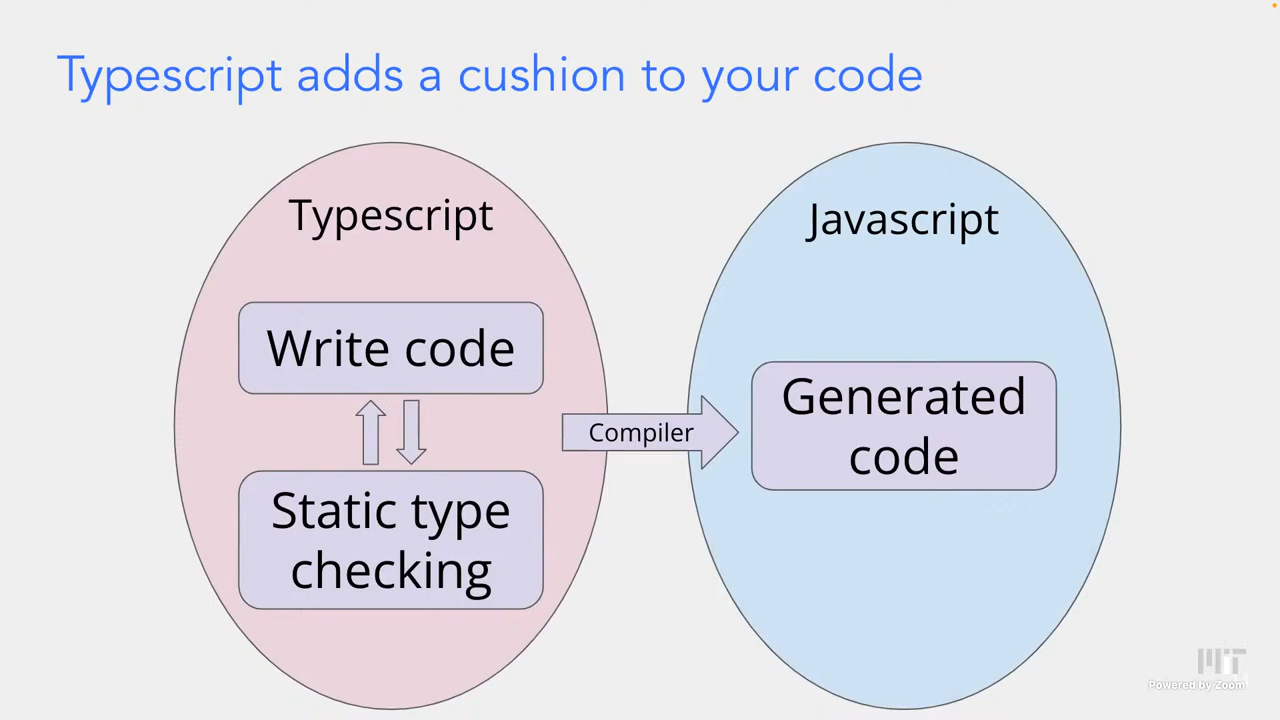 Typescript adds a cushion to your code
Typescript
Javascript
Write code
Generated
code
Compiler
Static type
checking
MIT
Powered by Zoom